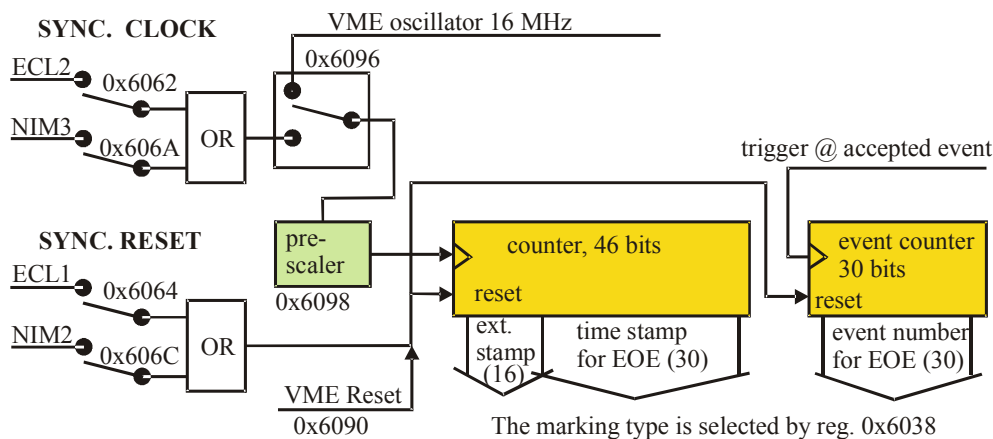 SYNC. CLOCK
VME oscillator 16 MHz
0x6096
ECL2
0x6062
OR
NIM3
0x606A
trigger @ accepted event
SYNC. RESET
pre-
scaler
0x6098
counter, 46 bits
reset
event counter
30 bits
reset
ECL1
0x6064
OR
NIM2
0x606C
VME Reset
0x6090
ext.
stamp
(16)
time stamp
for EOE (30)
event number
for EOE (30)
The marking type is selected by reg. 0x6038